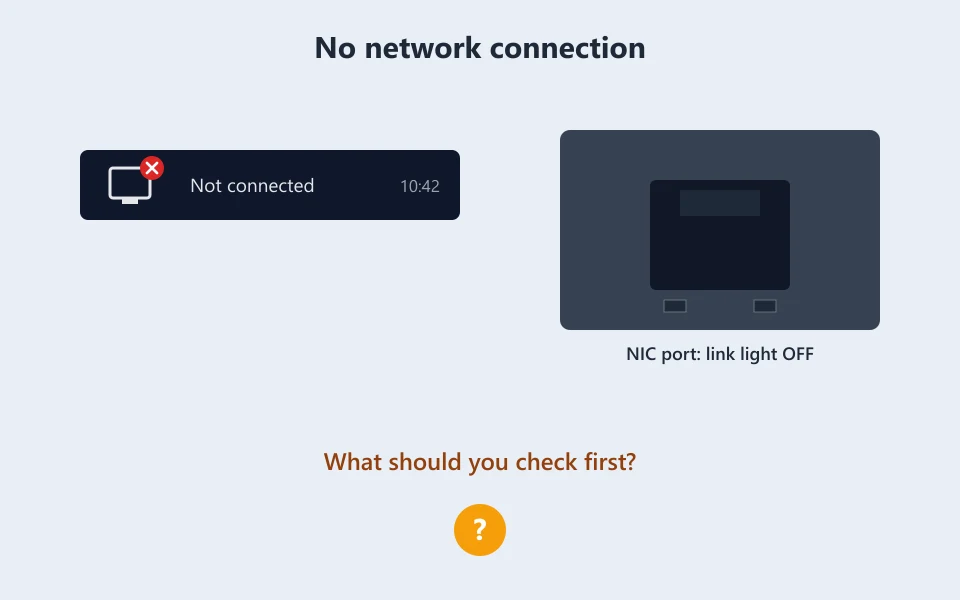 No network connection
Not connected
10:42
NIC port: link light OFF
What should you check first?
?